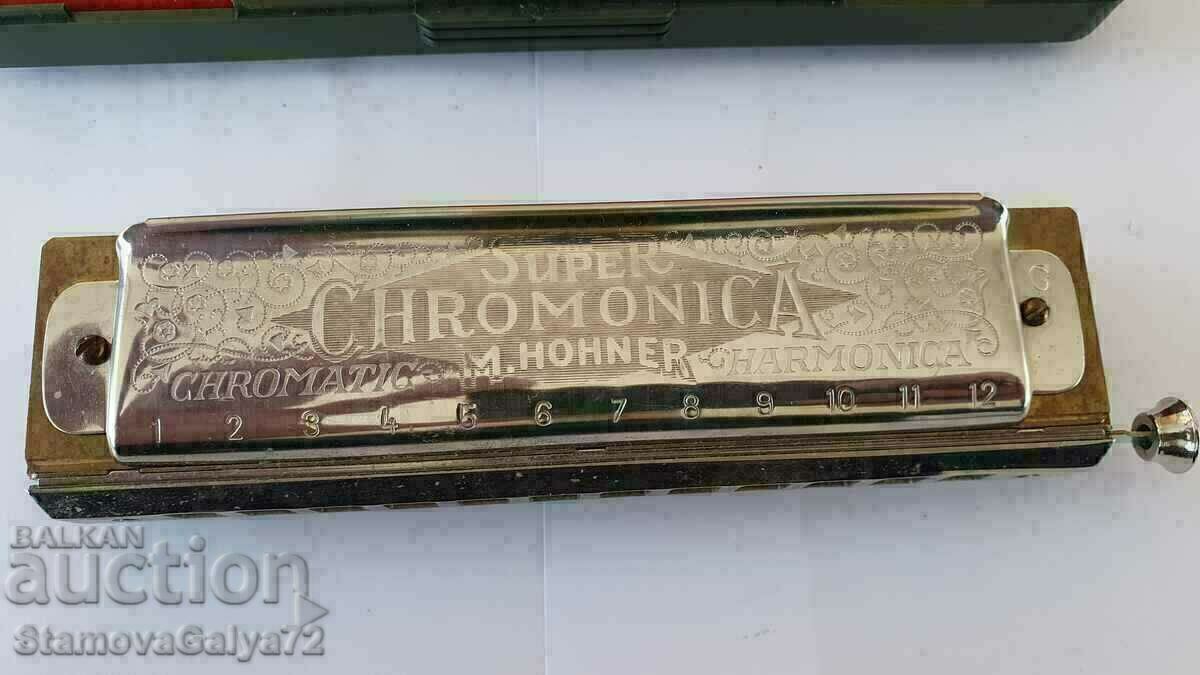 SUPER
CHROMONICA
M. HOHNER
CHROMATIC HARMONICA
C
1 2 3 4 5 6 7 8 9 10 11 12
BALKAN
auction
StamovaGalya72